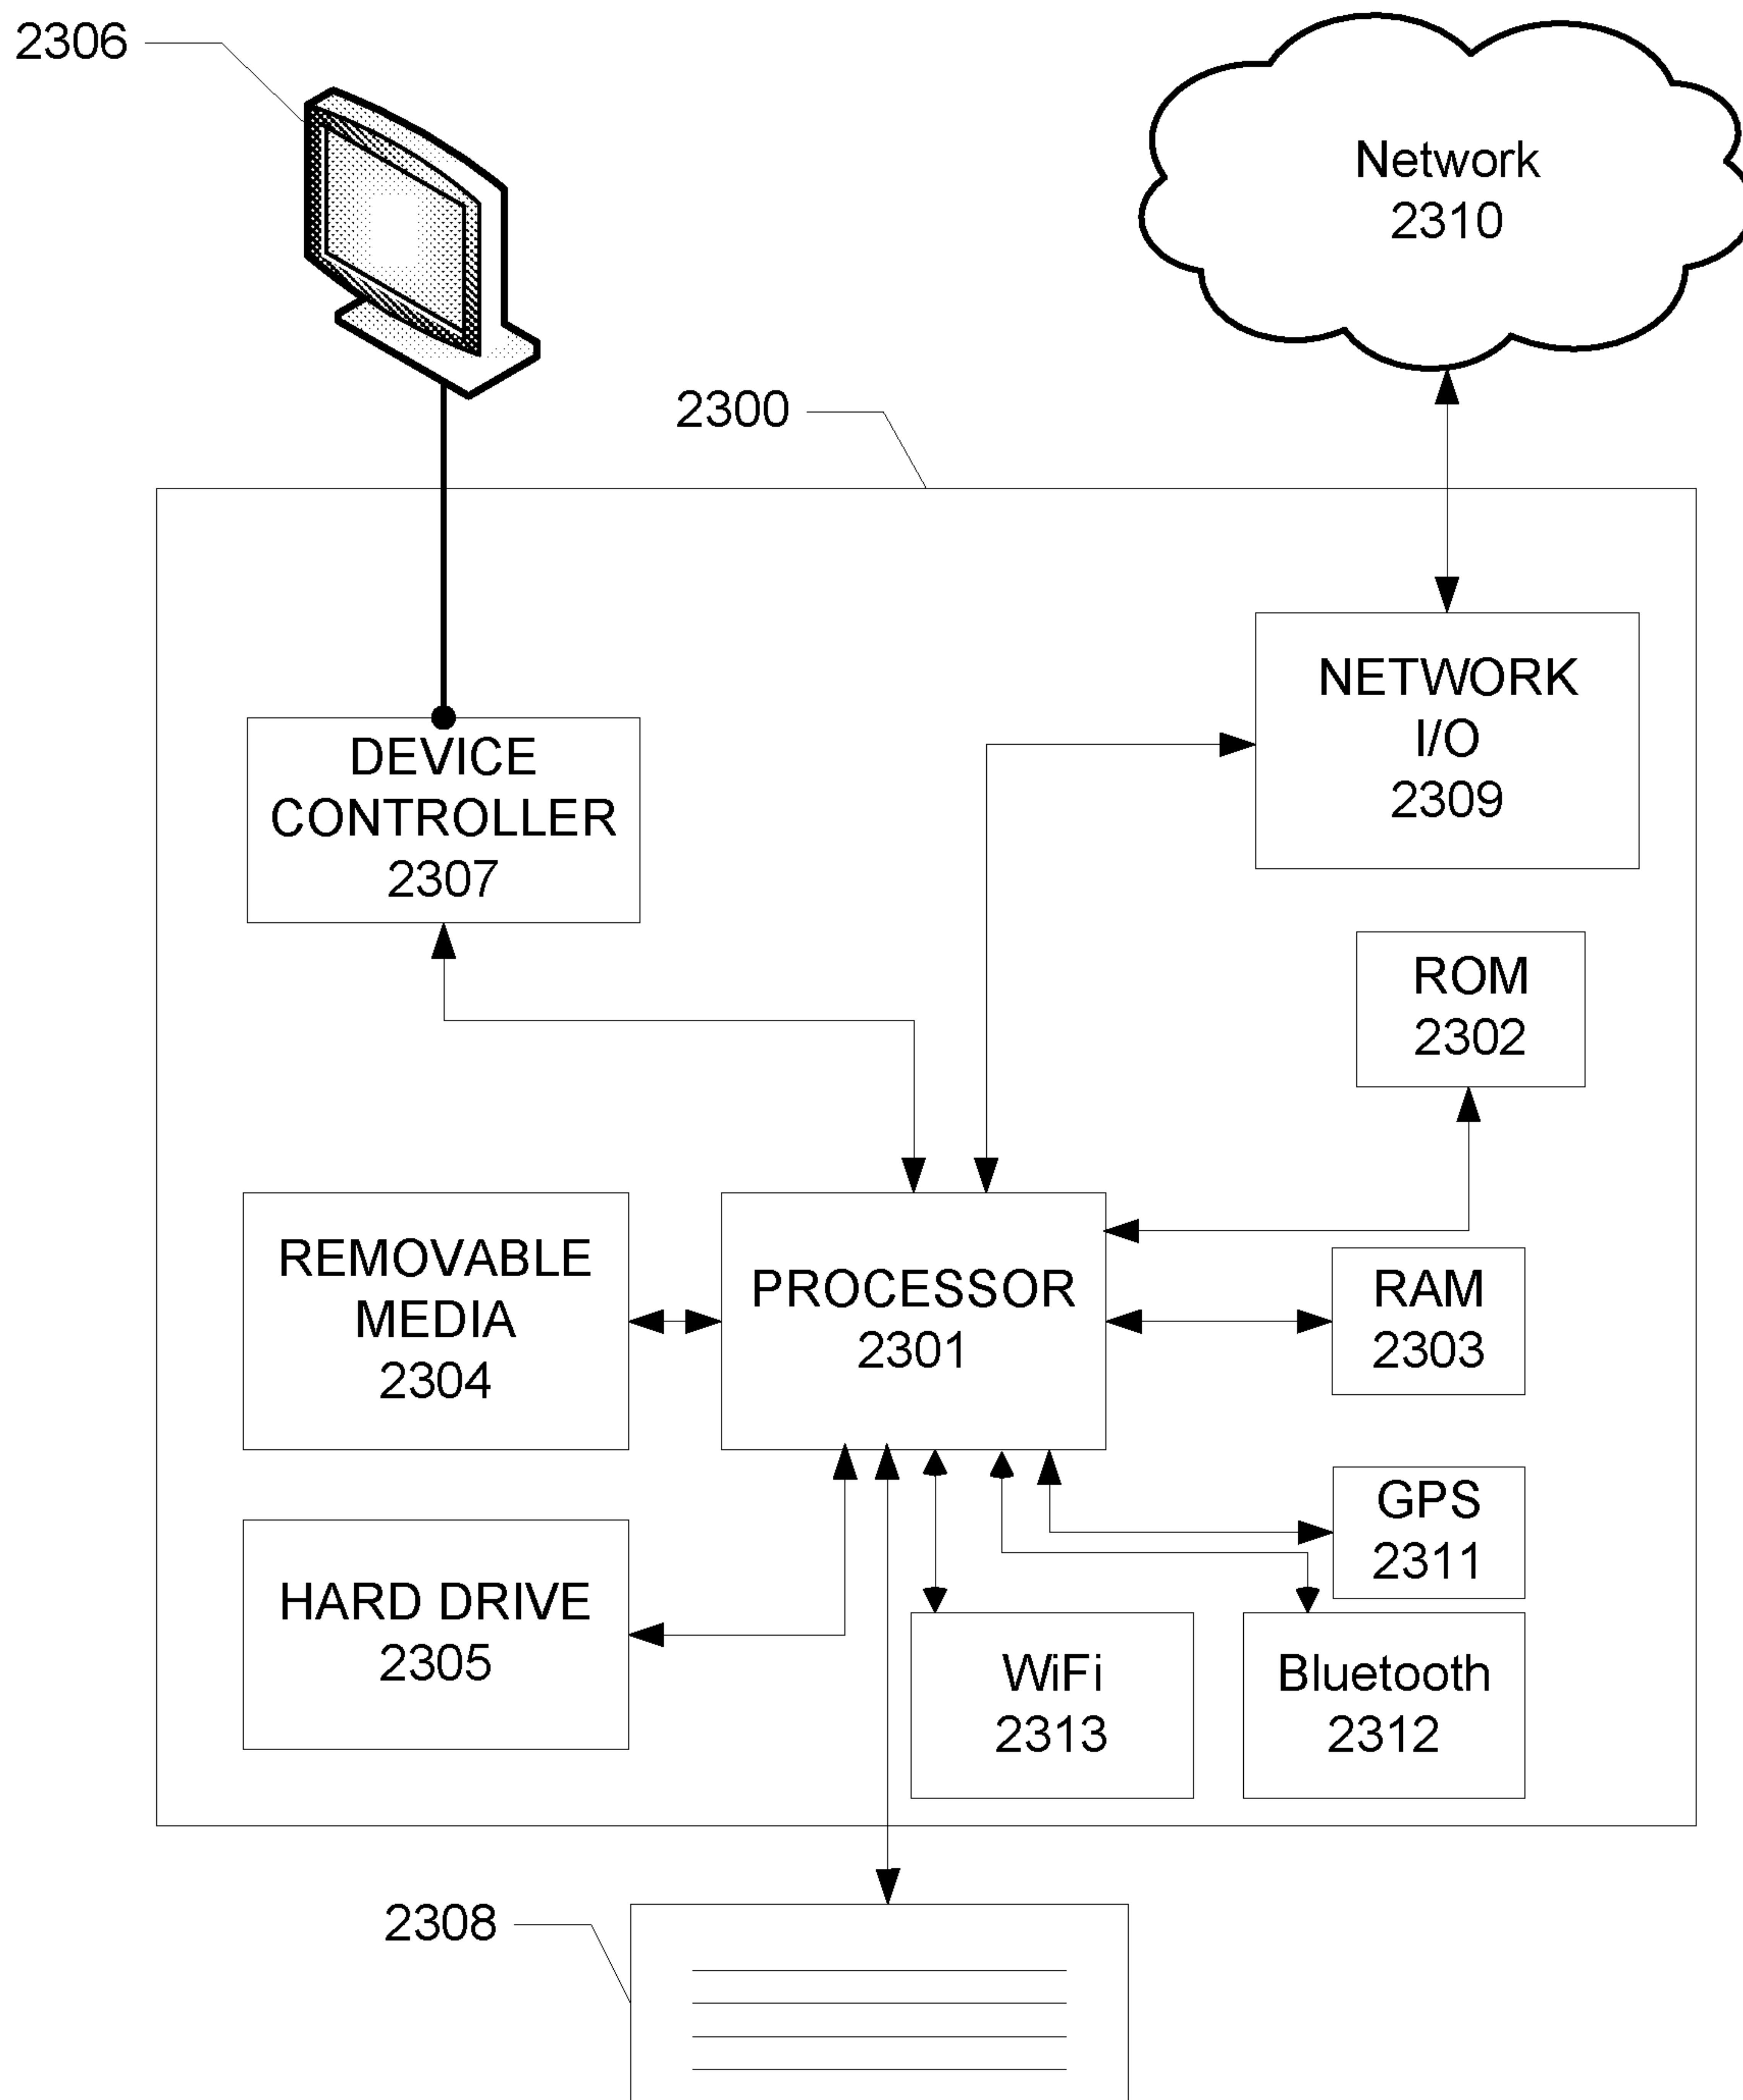 2306
Network
2310
2300
NETWORK
I/O
2309
DEVICE
CONTROLLER
2307
ROM
2302
REMOVABLE
MEDIA
2304
PROCESSOR
2301
RAM
2303
GPS
2311
HARD DRIVE
2305
WiFi
2313
Bluetooth
2312
2308